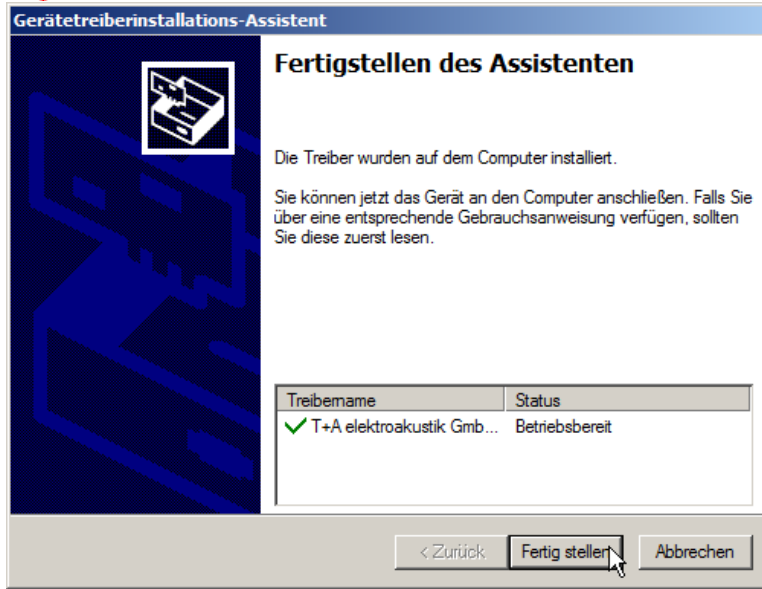 Gerätetreiberinstallations-Assistent
Fertigstellen des Assistenten
Die Treiber wurden auf dem Computer installiert.
Sie können jetzt das Gerät an den Computer anschließen. Falls Sie
über eine entsprechende Gebrauchsanweisung verfügen, sollten
Sie diese zuerst lesen.
Treibername Status
T+A elektroakustik Gmb... Betriebsbereit
< Zurück Fertig stellen Abbrechen